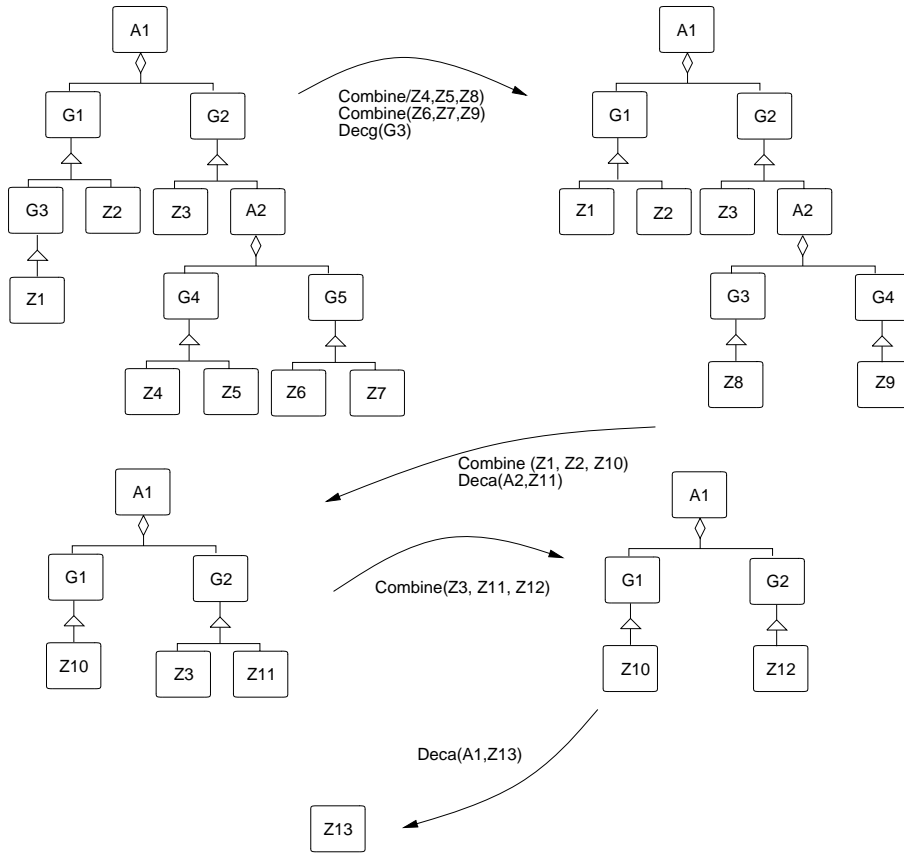 A1
G1
G2
G3
Z2
Z3
A2
Z1
G4
G5
Z4
Z5
Z6
Z7
Combine/Z4,Z5,Z8)
Combine(Z6,Z7,Z9)
Decg(G3)
A1
G1
G2
Z1
Z2
Z3
A2
G3
G4
Z8
Z9
Combine (Z1, Z2, Z10)
Deca(A2,Z11)
A1
G1
G2
Z10
Z3
Z11
Combine(Z3, Z11, Z12)
A1
G1
G2
Z10
Z12
Deca(A1,Z13)
Z13